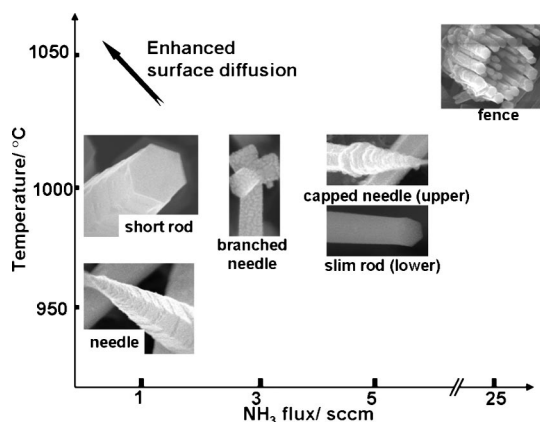 1050
Enhanced
surface diffusion
fence
Temperature/ °C
1000
short rod
branched
needle
capped needle (upper)
slim rod (lower)
950
needle
1
3
5
25
NH₃ flux/ sccm